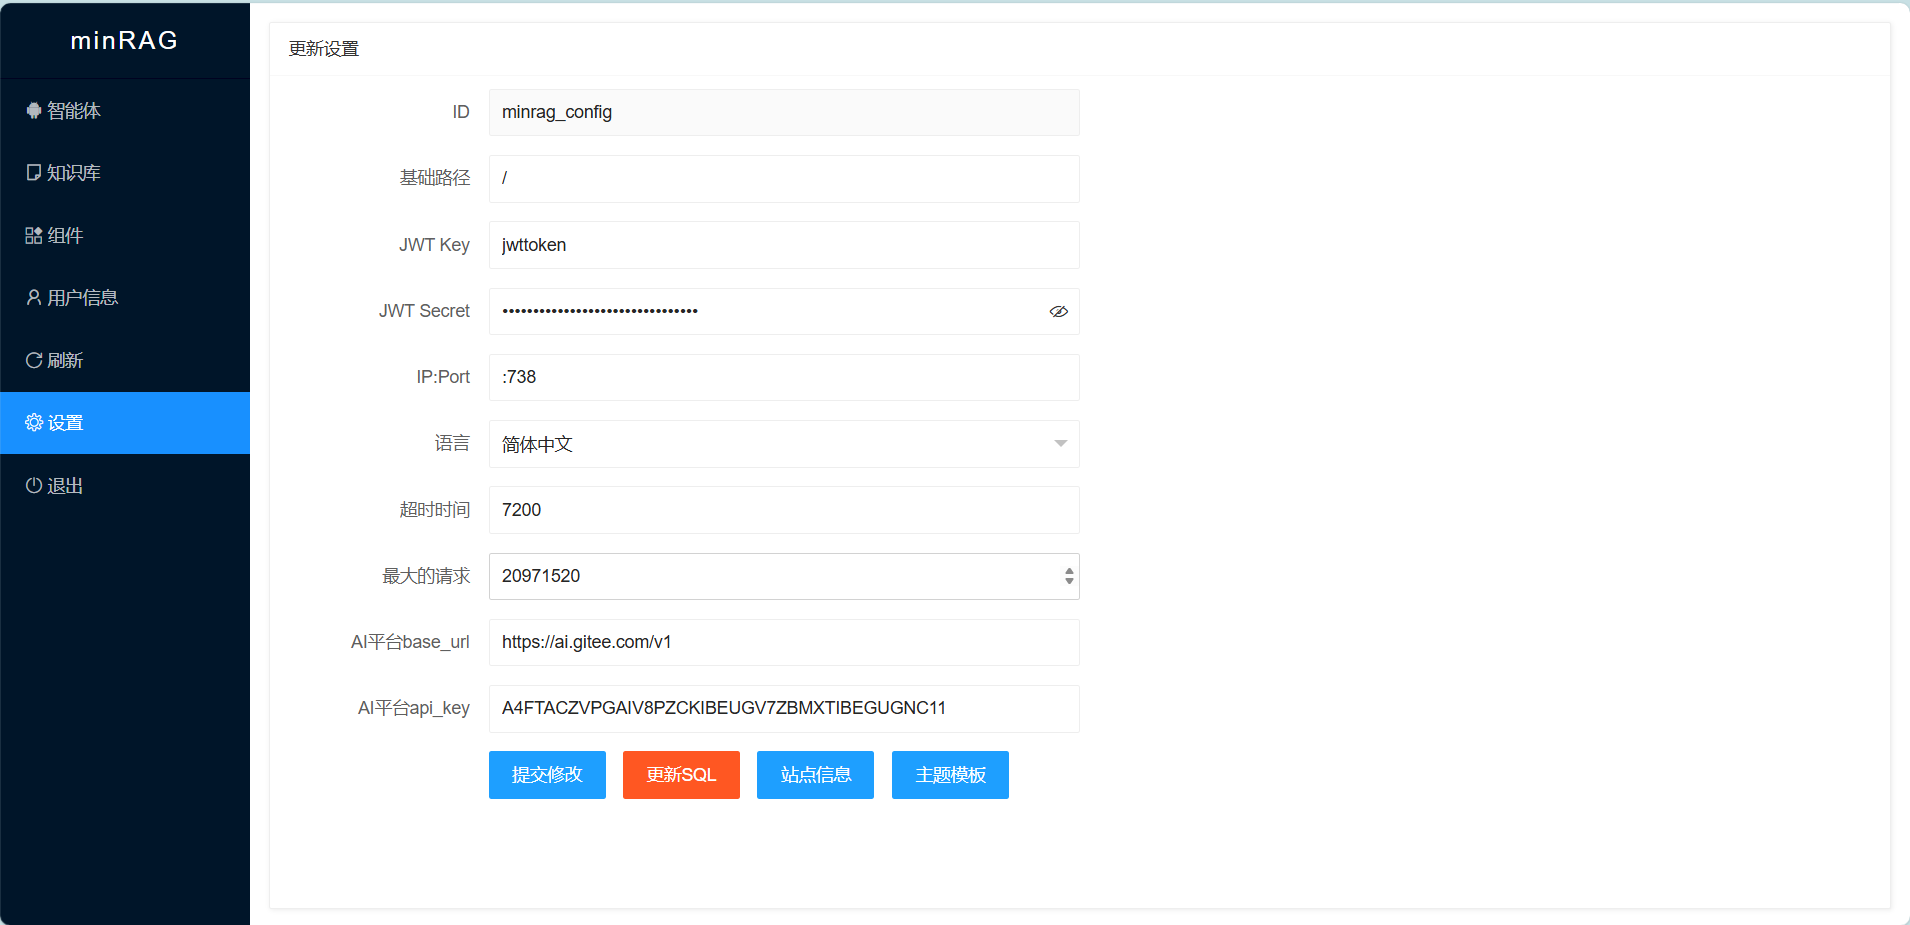 minRAG
智能体
知识库
组件
用户信息
刷新
设置
退出
更新设置
ID
minrag_config
基础路径
/
JWT Key
jwttoken
JWT Secret
••••••••••••••••••••••••••••••••
IP:Port
:738
语言
简体中文
超时时间
7200
最大的请求
20971520
AI平台base_url
https://ai.gitee.com/v1
AI平台api_key
A4FTACZVPGAIV8PZCKIBEUGV7ZBMXTIBEGUGNC11
提交修改
更新SQL
站点信息
主题模板